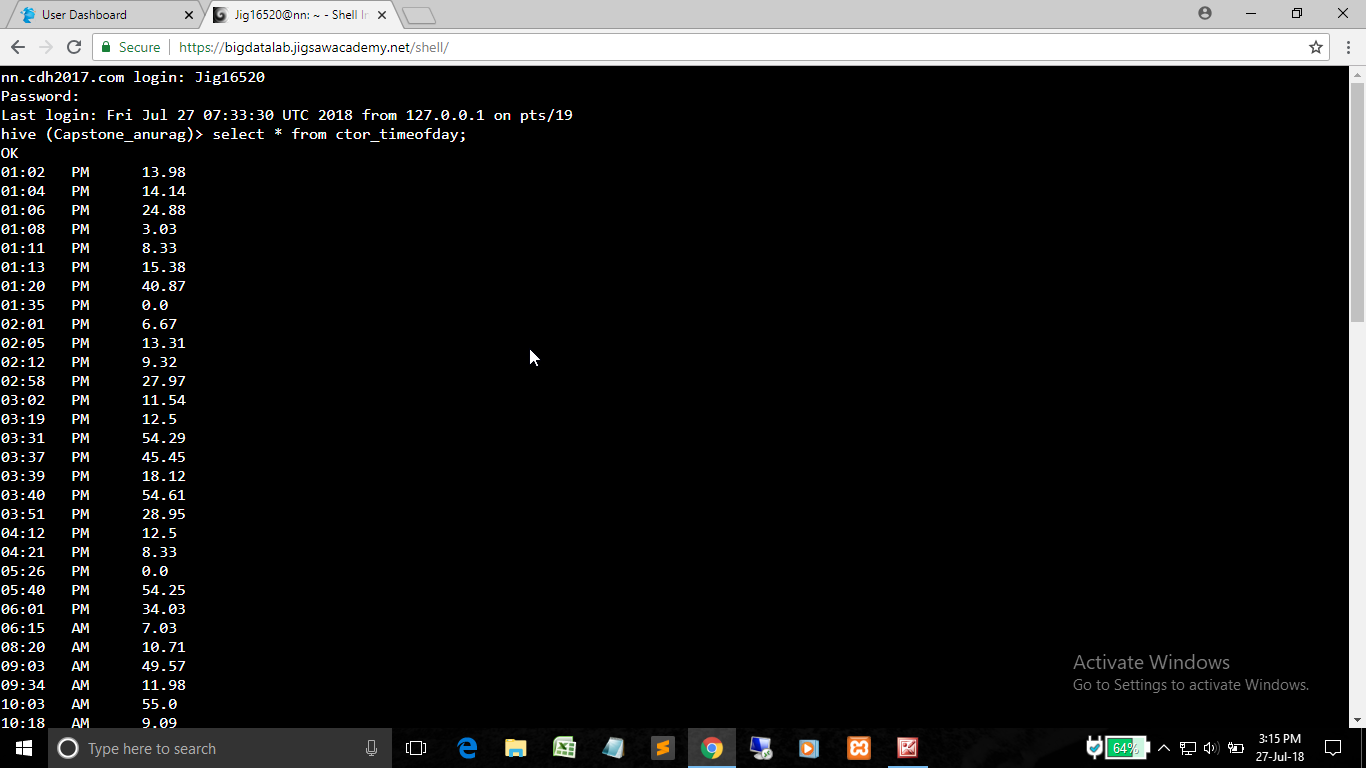 User Dashboard
Jig16520@nn: ~ - Shell In
Secure https://bigdatalab.jigsawacademy.net/shell/
nn.cdh2017.com login: Jig16520
Password:
Last login: Fri Jul 27 07:33:30 UTC 2018 from 127.0.0.1 on pts/19
hive (Capstone_anurag)> select * from ctor_timeofday;
OK
01:02 PM 13.98
01:04 PM 14.14
01:06 PM 24.88
01:08 PM 3.03
01:11 PM 8.33
01:13 PM 15.38
01:20 PM 40.87
01:35 PM 0.0
02:01 PM 6.67
02:05 PM 13.31
02:12 PM 9.32
02:58 PM 27.97
03:02 PM 11.54
03:19 PM 12.5
03:31 PM 54.29
03:37 PM 45.45
03:39 PM 18.12
03:40 PM 54.61
03:51 PM 28.95
04:12 PM 12.5
04:21 PM 8.33
05:26 PM 0.0
05:40 PM 54.25
06:01 PM 34.03
06:15 AM 7.03
08:20 AM 10.71
09:03 AM 49.57
09:34 AM 11.98
10:03 AM 55.0
10:18 AM 9.09
Activate Windows
Go to Settings to activate Windows.
Type here to search
64%
3:15 PM
27-Jul-18